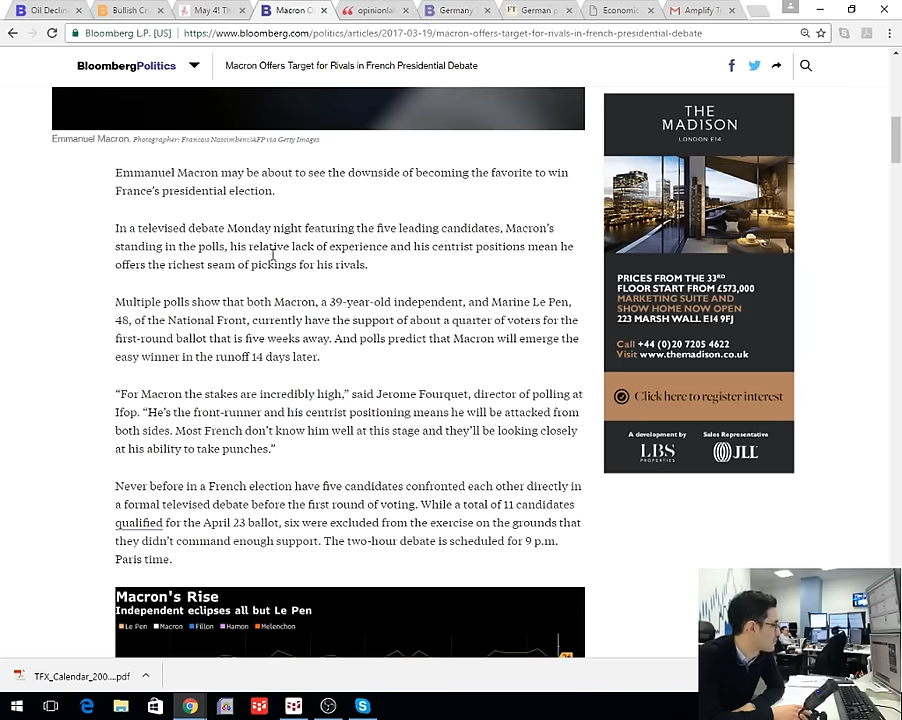 Oil Decline
Bullish Cru
May 4! The
Macron O
opinionla
Germany
German p
Economic
Amplify T
Bloomberg L.P. [US]
https://www.bloomberg.com/politics/articles/2017-03-19/macron-offers-target-for-rivals-in-french-presidential-debate
BloombergPolitics
Macron Offers Target for Rivals in French Presidential Debate
Emmanuel Macron. Photographer: Francois Nascimbeni/AFP via Getty Images
Emmanuel Macron may be about to see the downside of becoming the favorite to win
France's presidential election.
In a televised debate Monday night featuring the five leading candidates, Macron's
standing in the polls, his relative lack of experience and his centrist positions mean he
offers the richest seam of pickings for his rivals.
Multiple polls show that both Macron, a 39-year-old independent, and Marine Le Pen,
48, of the National Front, currently have the support of about a quarter of voters for the
first-round ballot that is five weeks away. And polls predict that Macron will emerge the
easy winner in the runoff 14 days later.
“For Macron the stakes are incredibly high,” said Jerome Fourquet, director of polling at
Ifop. “He's the front-runner and his centrist positioning means he will be attacked from
both sides. Most French don't know him well at this stage and they'll be looking closely
at his ability to take punches.”
Never before in a French election have five candidates confronted each other directly in
a formal televised debate before the first round of voting. While a total of 11 candidates
qualified for the April 23 ballot, six were excluded from the exercise on the grounds that
they didn't command enough support. The two-hour debate is scheduled for 9 p.m.
Paris time.
Macron's Rise
Independent eclipses all but Le Pen
Le Pen Macron Fillon Hamon Melenchon
THE
MADISON
LONDON E14
PRICES FROM THE 33RD
FLOOR START FROM £573,000
MARKETING SUITE AND
SHOW HOME NOW OPEN
223 MARSH WALL E14 9FJ
Call +44 (0)20 7205 4622
Visit www.themadison.co.uk
Click here to register interest
A development by
LBS
PROPERTIES
Sales Representative
JLL
TFX_Calendar_200....pdf